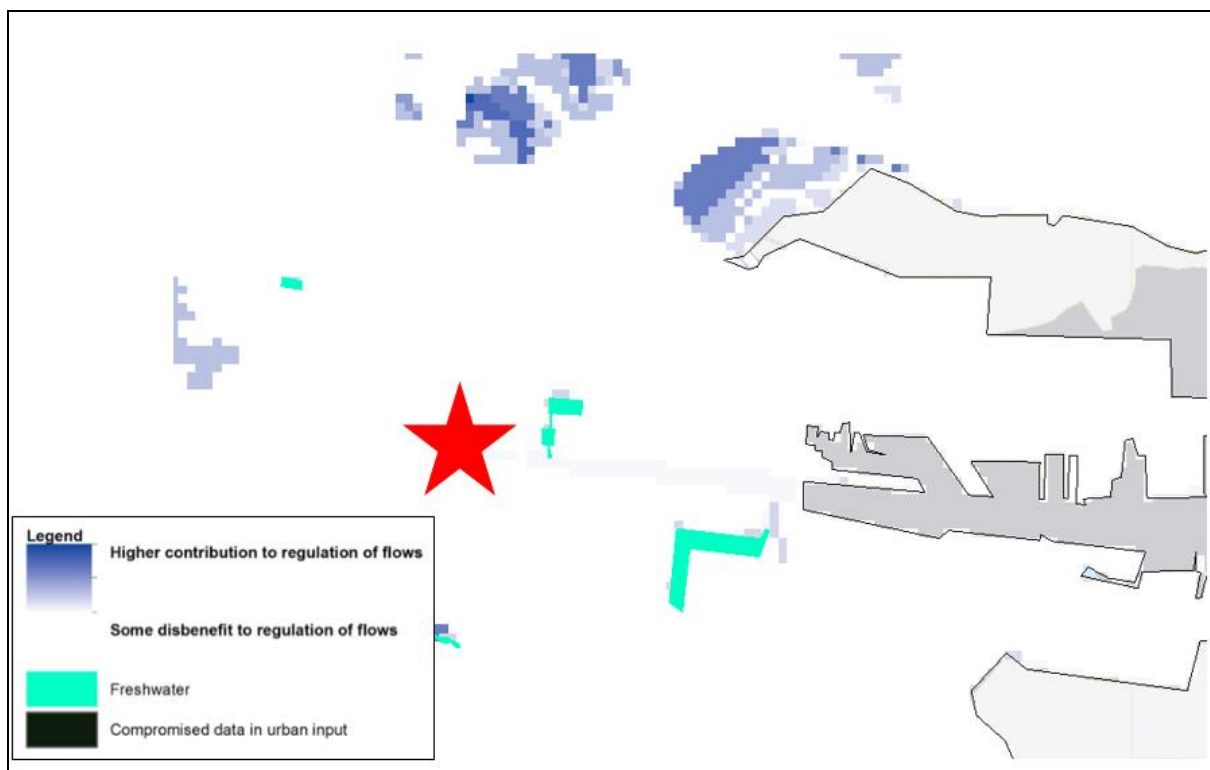 Legend
Higher contribution to regulation of flows
Some disbenefit to regulation of flows
Freshwater
Compromised data in urban input